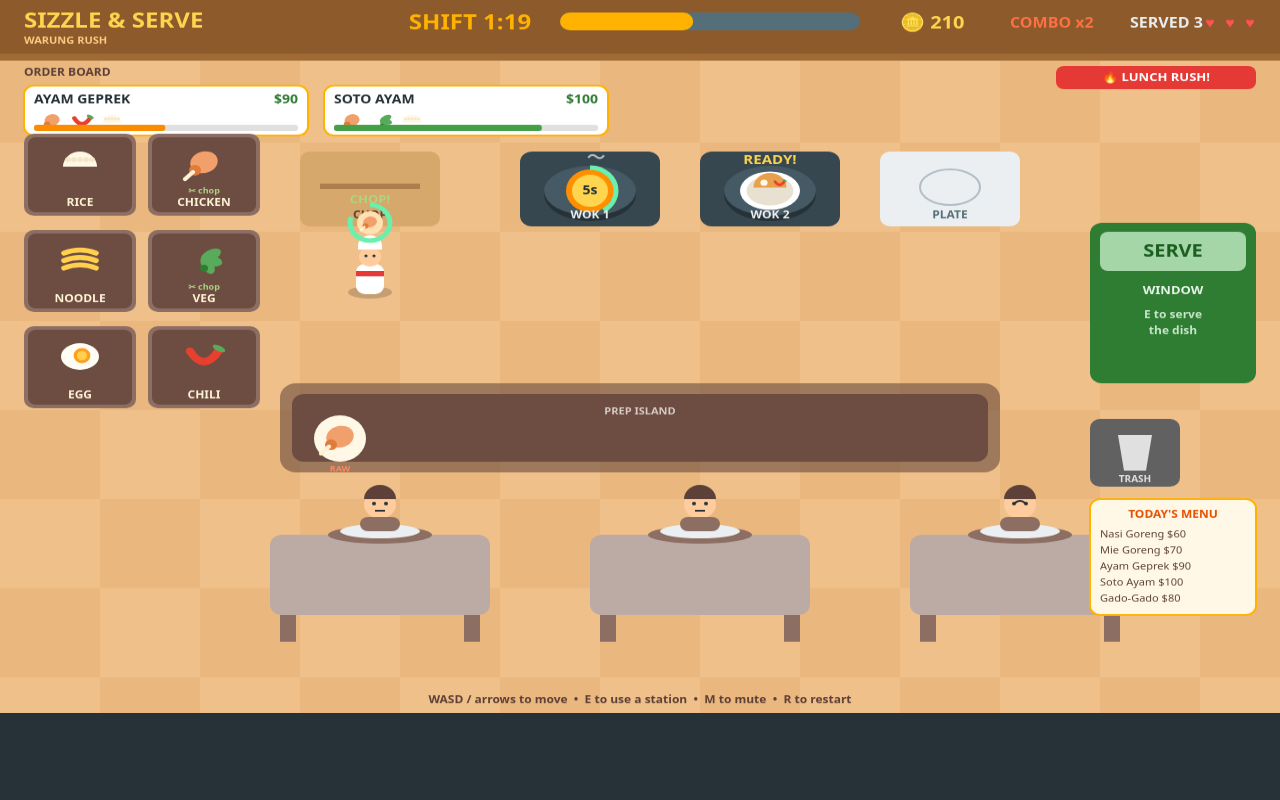 SIZZLE & SERVE
WARUNG RUSH
SHIFT 1:19
210
COMBO x2
SERVED 3
ORDER BOARD
LUNCH RUSH!
AYAM GEPREK $90
SOTO AYAM $100
RICE
✂ chop
CHICKEN
CHOP!
5s
WOK 1
READY!
WOK 2
PLATE
NOODLE
✂ chop
VEG
SERVE
WINDOW
E to serve
the dish
EGG
CHILI
PREP ISLAND
RAW
TRASH
TODAY'S MENU
Nasi Goreng $60
Mie Goreng $70
Ayam Geprek $90
Soto Ayam $100
Gado-Gado $80
WASD / arrows to move • E to use a station • M to mute • R to restart